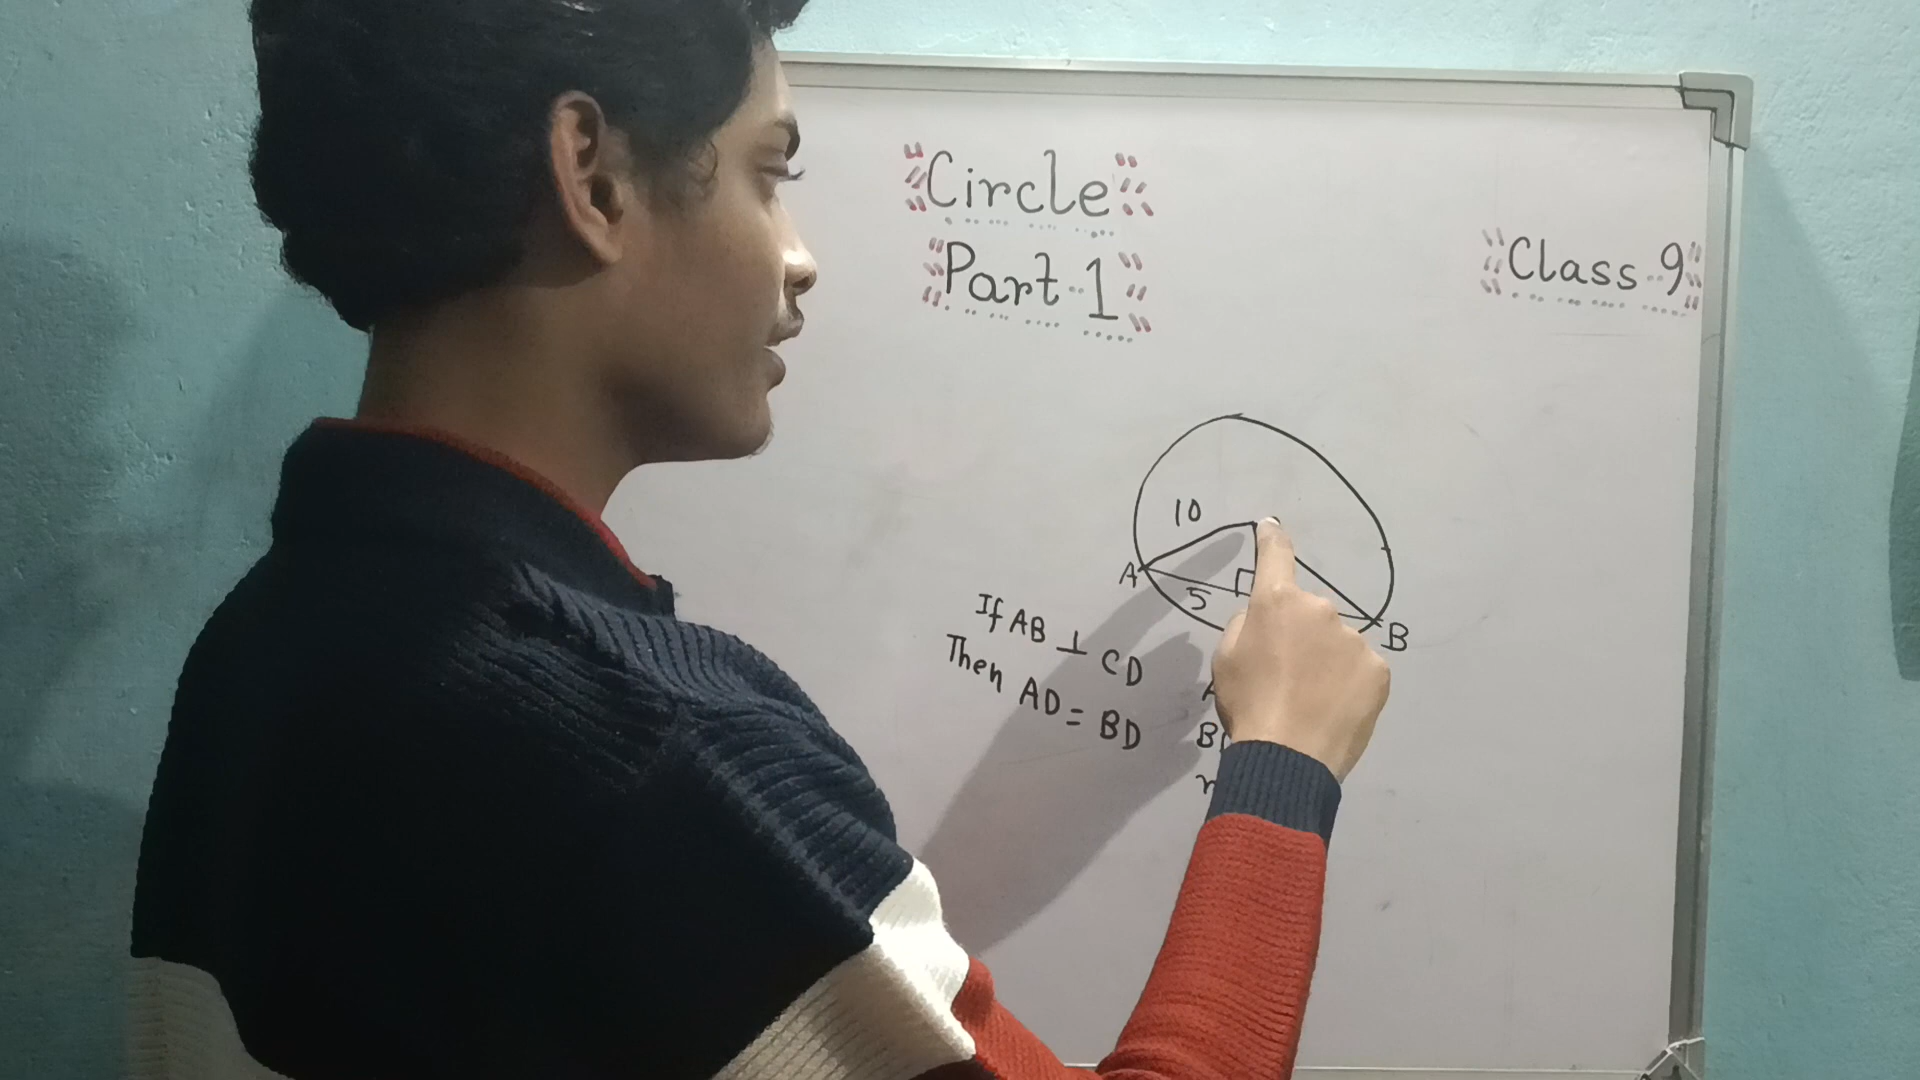 Circle
Part-1
Class-9
10
A
5
B
If AB ⊥ CD
Then AD = BD